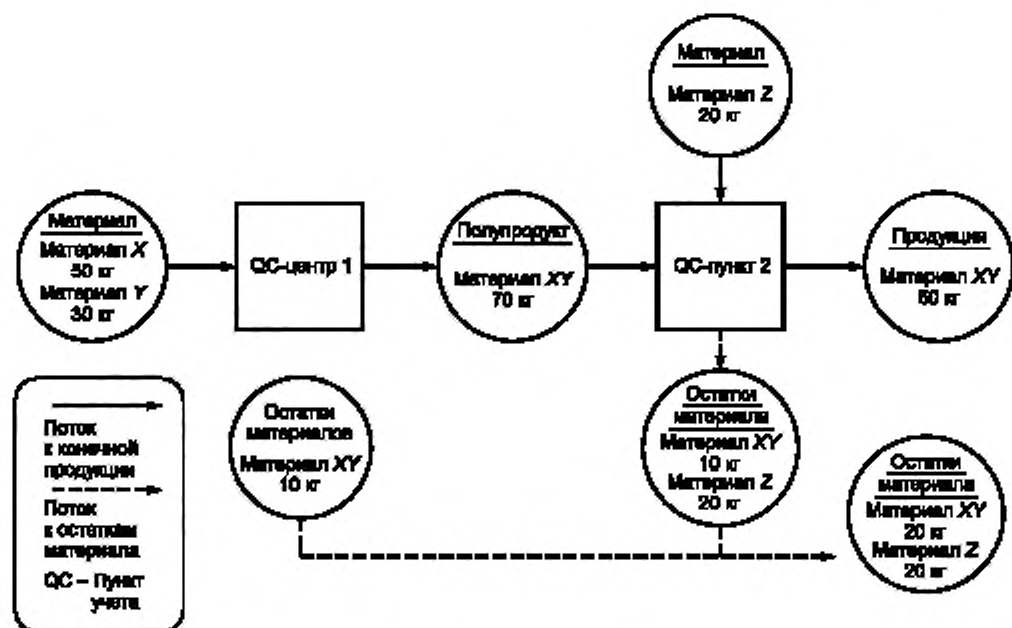 Материал
Материал Z
20 кг
Материал
Материал X
50 кг
Материал Y
30 кг
QC-центр 1
Полупродукт
Материал XY
70 кг
QC-пункт 2
Продукция
Материал XY
60 кг
Поток
к конечной
продукции
Поток
к остаткам
материала
QC – Пункт
учета
Остатки
материалов
Материал XY
10 кг
Остатки
материала
Материал XY
10 кг
Материал Z
20 кг
Остатки
материала
Материал XY
20 кг
Материал Z
20 кг